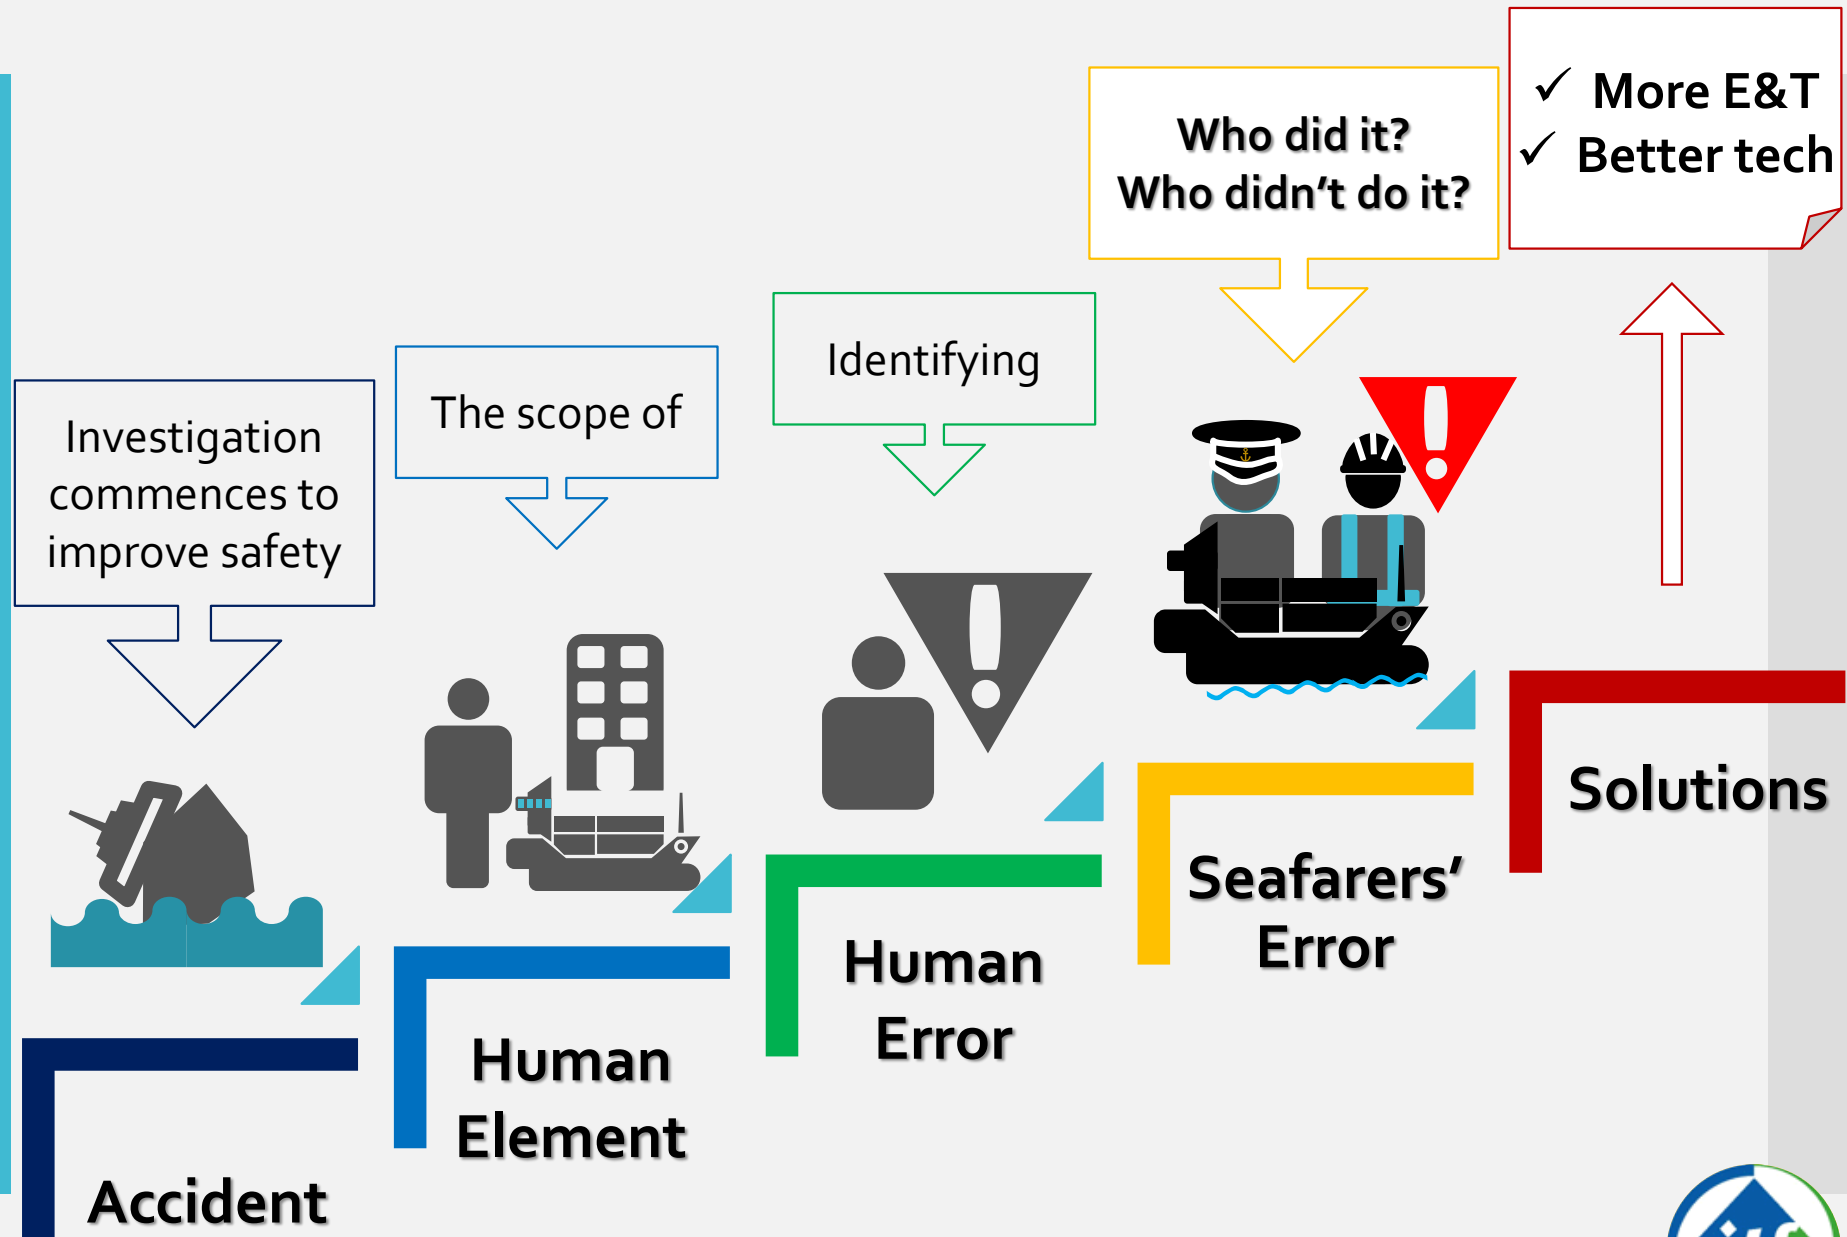 Investigation
commences to
improve safety
Accident
The scope of
Human
Element
Identifying
Human
Error
Who did it?
Who didn't do it?
Seafarers'
Error
✓ More E&T
✓ Better tech
Solutions